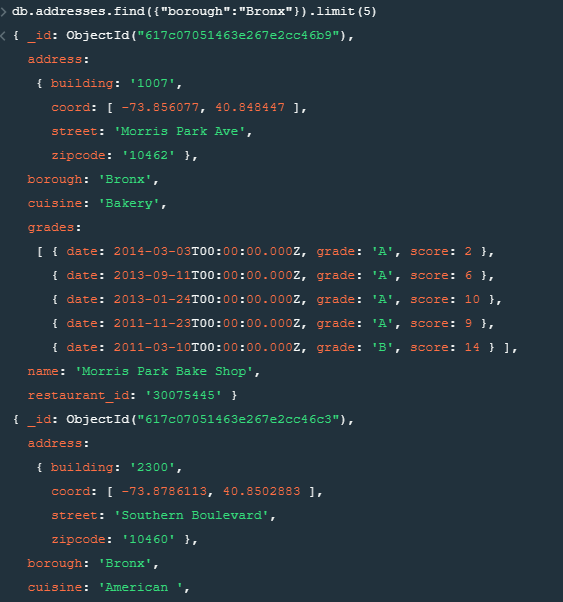 > db.addresses.find({"borough":"Bronx"}).limit(5)
< { _id: ObjectId("617c07051463e267e2cc46b9"),
address:
{ building: '1007',
coord: [ -73.856077, 40.848447 ],
street: 'Morris Park Ave',
zipcode: '10462' },
borough: 'Bronx',
cuisine: 'Bakery',
grades:
[ { date: 2014-03-03T00:00:00.000Z, grade: 'A', score: 2 },
{ date: 2013-09-11T00:00:00.000Z, grade: 'A', score: 6 },
{ date: 2013-01-24T00:00:00.000Z, grade: 'A', score: 10 },
{ date: 2011-11-23T00:00:00.000Z, grade: 'A', score: 9 },
{ date: 2011-03-10T00:00:00.000Z, grade: 'B', score: 14 } ],
name: 'Morris Park Bake Shop',
restaurant_id: '30075445' }
{ _id: ObjectId("617c07051463e267e2cc46c3"),
address:
{ building: '2300',
coord: [ -73.8786113, 40.8502883 ],
street: 'Southern Boulevard',
zipcode: '10460' },
borough: 'Bronx',
cuisine: 'American ',